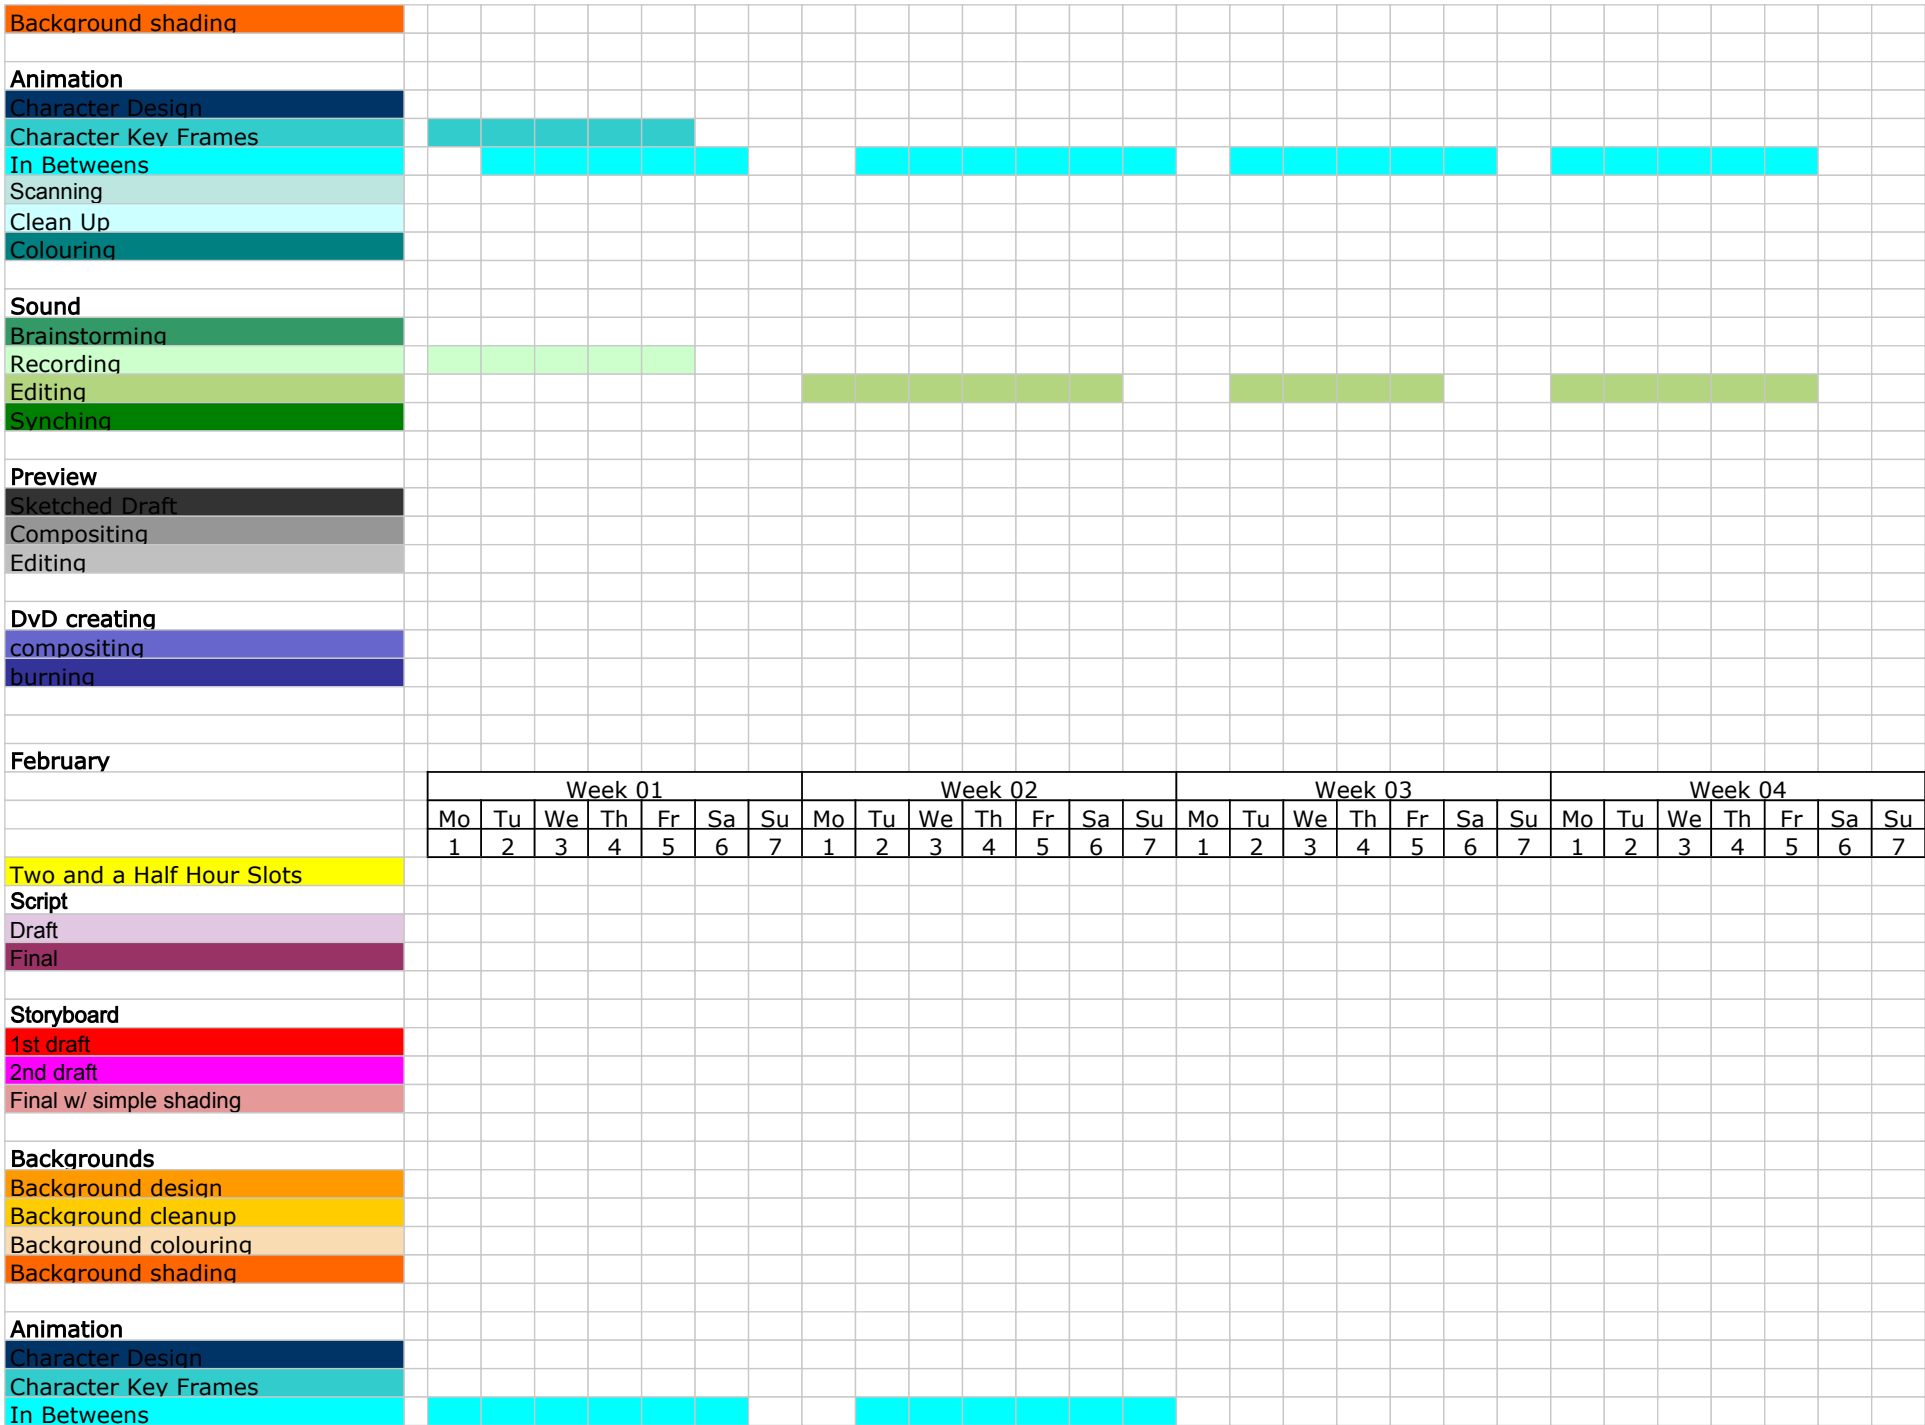 Background shading
Animation
Character Design
Character Key Frames
In Betweens
Scanning
Clean Up
Colouring
Sound
Brainstorming
Recording
Editing
Synching
Preview
Sketched Draft
Compositing
Editing
DvD creating
compositing
burning
February
Week 01 Week 02 Week 03 Week 04
Mo Tu We Th Fr Sa Su Mo Tu We Th Fr Sa Su Mo Tu We Th Fr Sa Su Mo Tu We Th Fr Sa Su
1 2 3 4 5 6 7 1 2 3 4 5 6 7 1 2 3 4 5 6 7 1 2 3 4 5 6 7
Two and a Half Hour Slots
Script
Draft
Final
Storyboard
1st draft
2nd draft
Final w/ simple shading
Backgrounds
Background design
Background cleanup
Background colouring
Background shading
Animation
Character Design
Character Key Frames
In Betweens